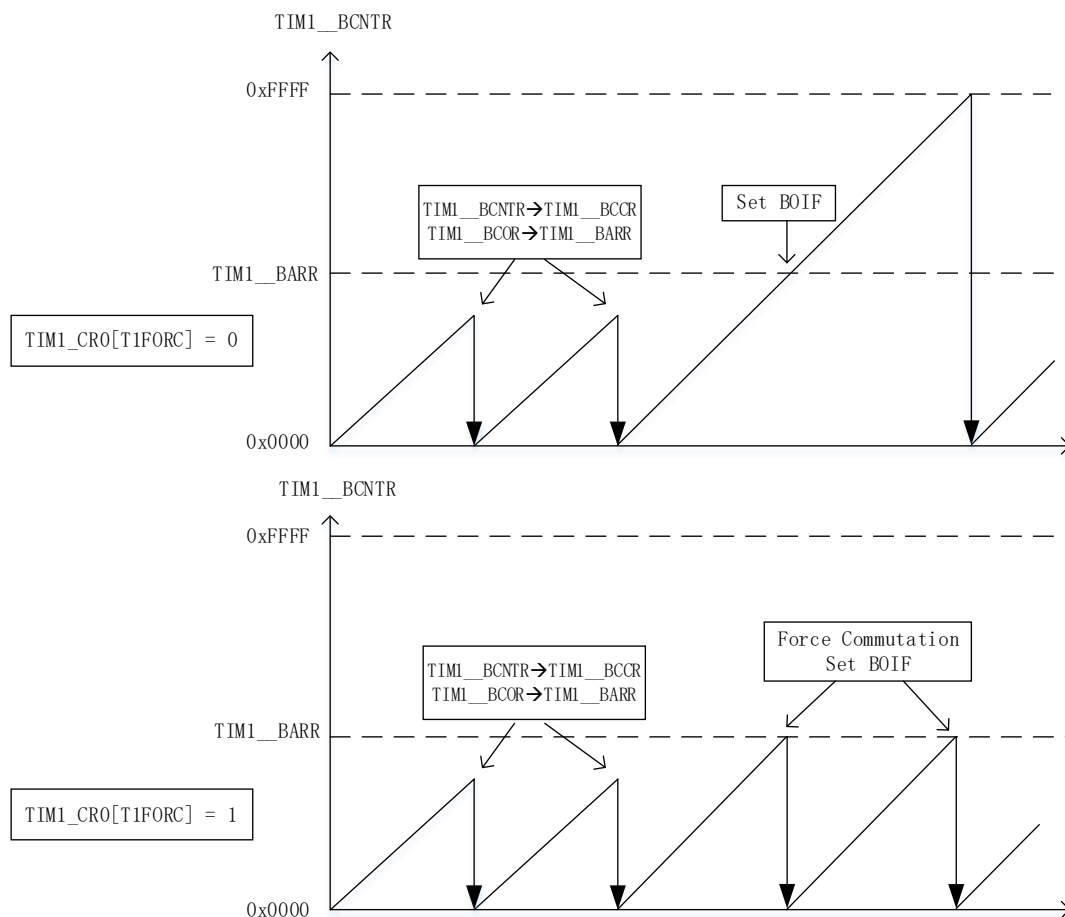 TIM1__BCNTR
0xFFFF
TIM1__BCNTR→TIM1__BCCR
TIM1__BCOR→TIM1__BARR
Set BOIF
TIM1__BARR
TIM1_CR0[T1FORC] = 0
0x0000
TIM1__BCNTR
0xFFFF
TIM1__BCNTR→TIM1__BCCR
TIM1__BCOR→TIM1__BARR
Force Commutation
Set BOIF
TIM1__BARR
TIM1_CR0[T1FORC] = 1
0x0000